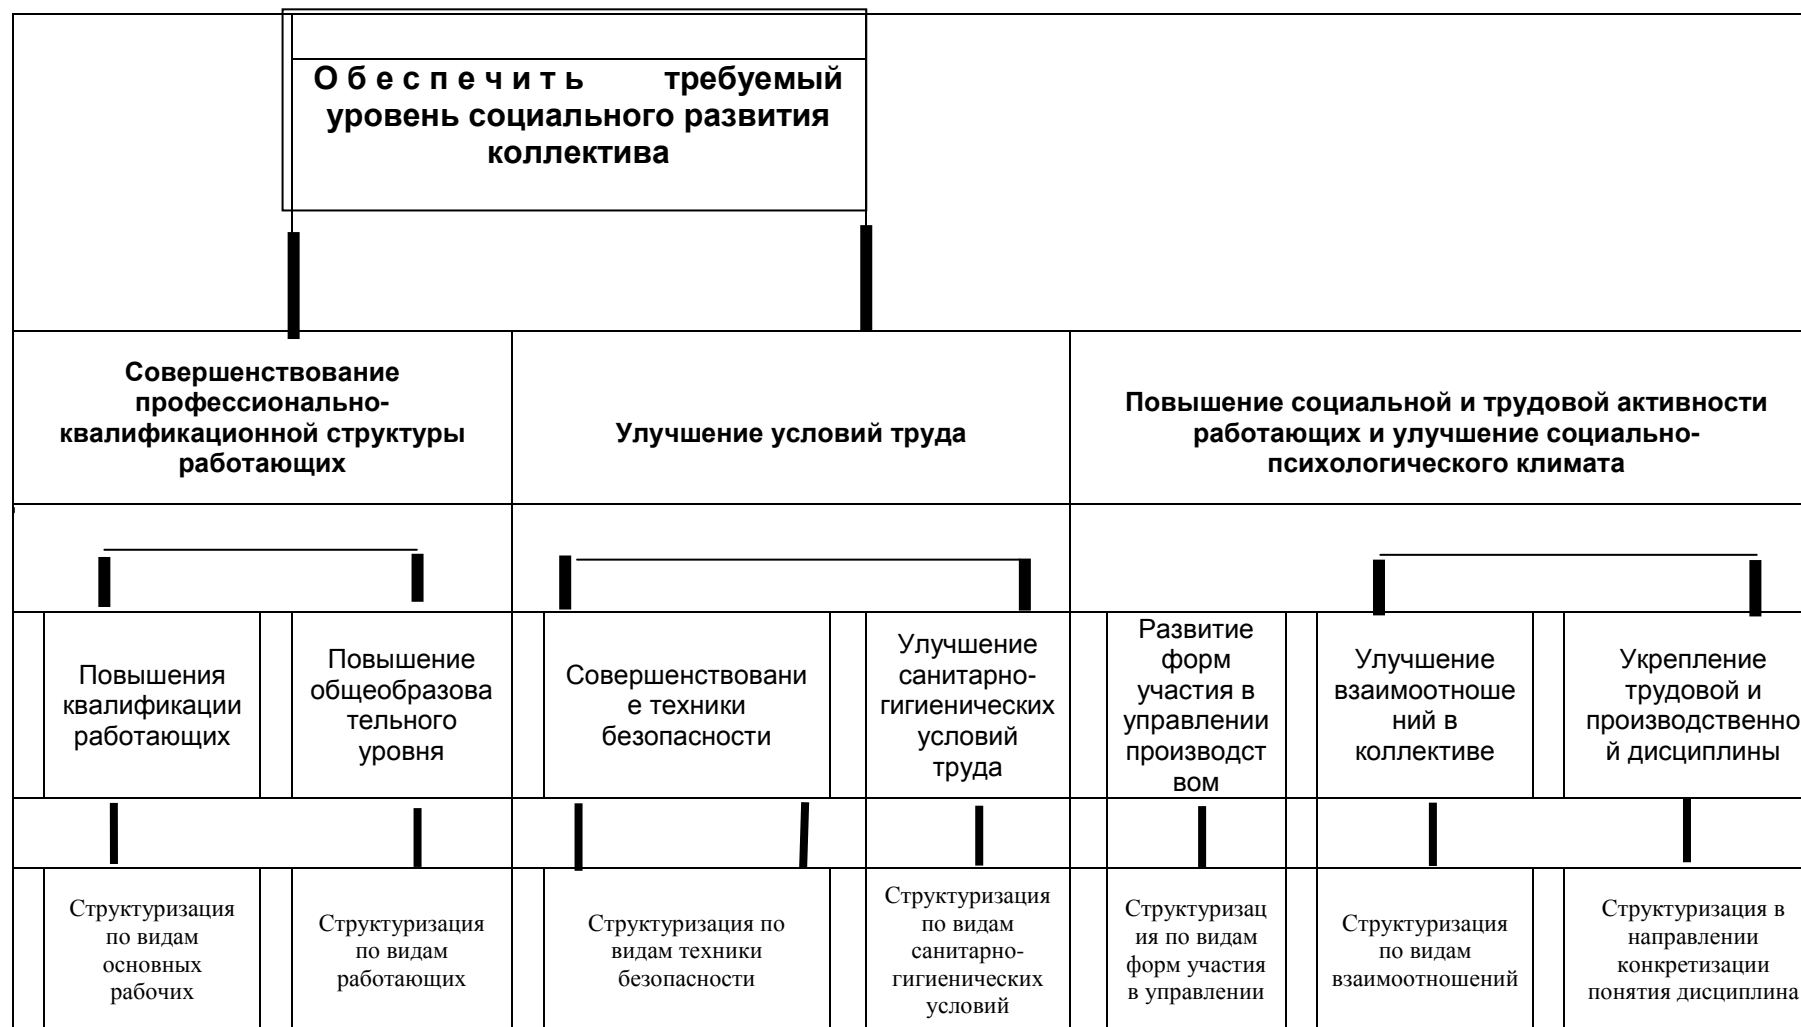 Обеспечить требуемый
уровень социального развития
коллектива
Совершенствование
профессионально-
квалификационной структуры
работающих
Улучшение условий труда
Повышение социальной и трудовой активности
работающих и улучшение социально-
психологического климата
Повышения
квалификации
работающих
Повышение
общеобразова
тельного
уровня
Совершенствовани
е техники
безопасности
Улучшение
санитарно-
гигиенических
условий
труда
Развитие
форм
участия в
управлении
производст
вом
Улучшение
взаимоотноше
ний в
коллективе
Укрепление
трудовой и
производственно
й дисциплины
Структуризация
по видам
основных
рабочих
Структуризация
по видам
работающих
Структуризация по
видам техники
безопасности
Структуризация
по видам
санитарно-
гигиенических
условий
Структуризац
ия по видам
форм участия
в управлении
Структуризация
по видам
взаимоотношений
Структуризация в
направлении
конкретизации
понятия дисциплина